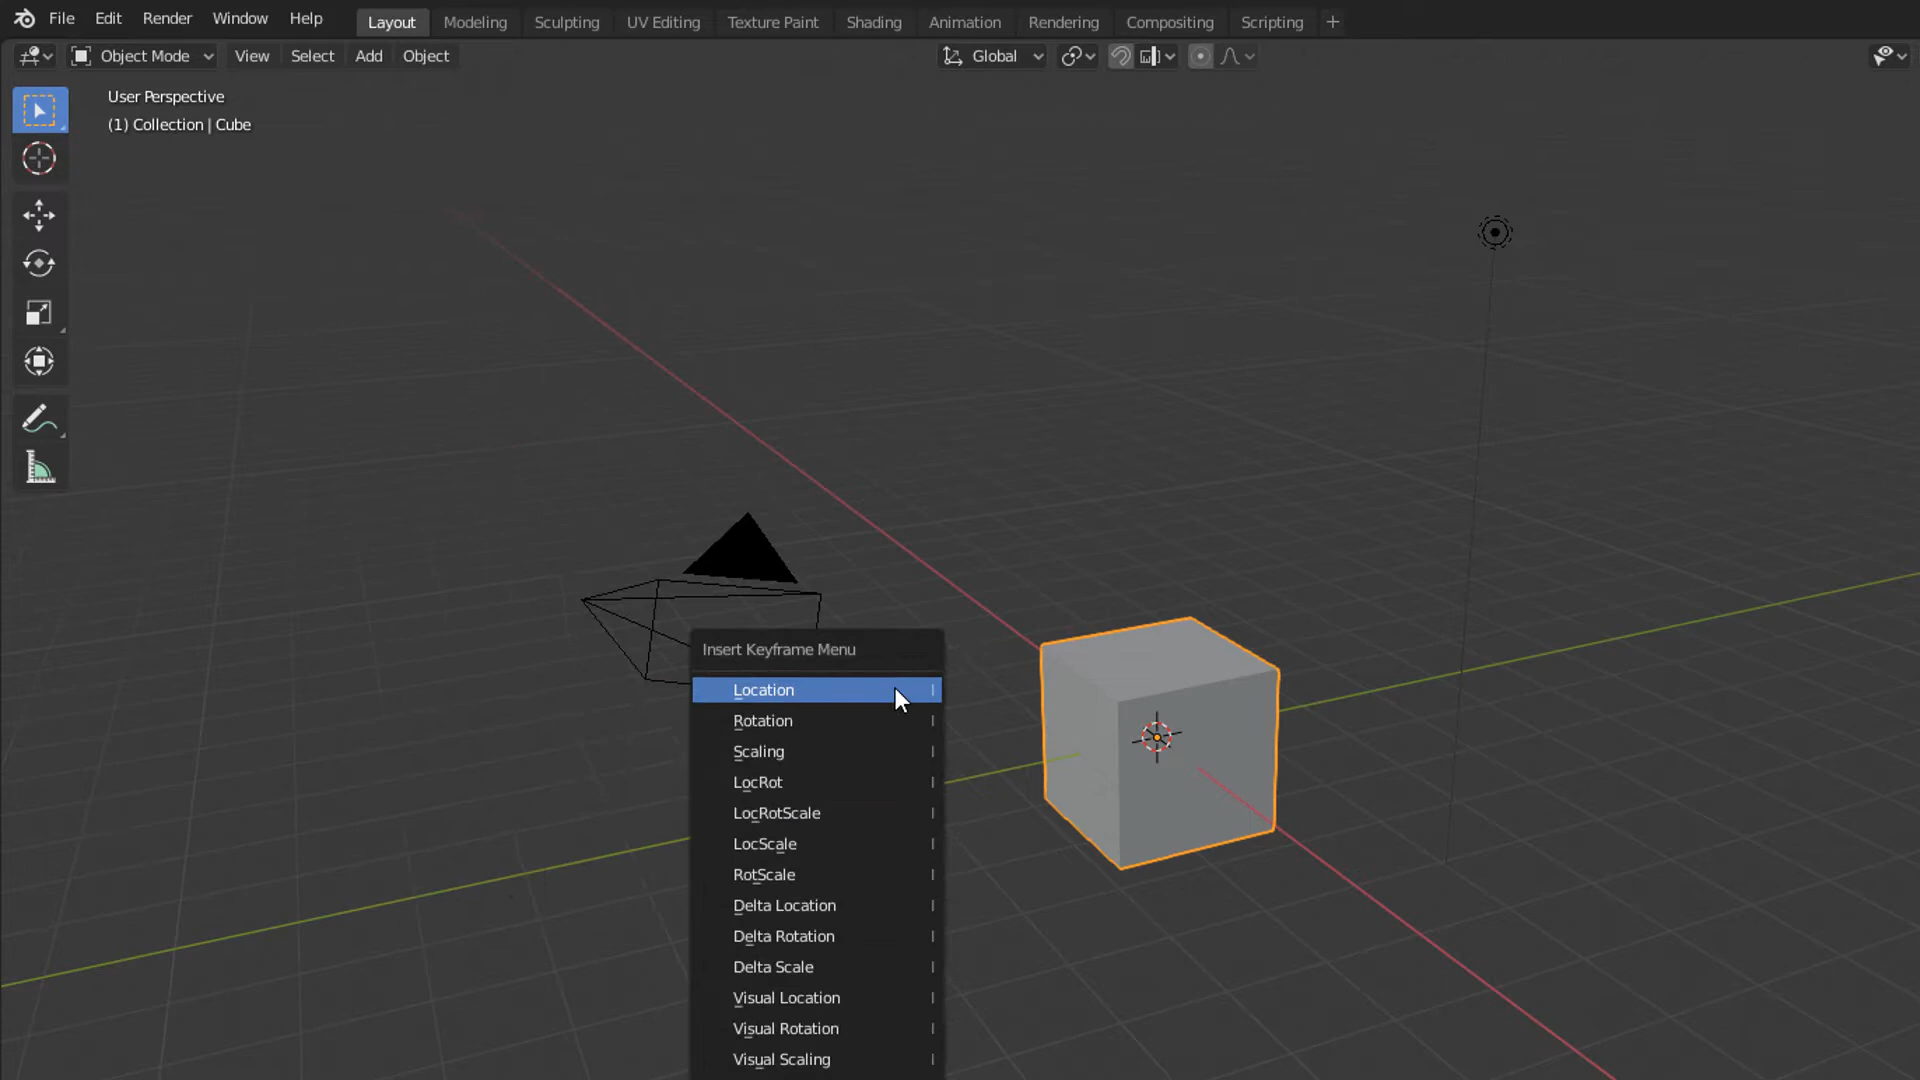 File Edit Render Window Help Layout Modeling Sculpting UV Editing Texture Paint Shading Animation Rendering Compositing Scripting +
Object Mode View Select Add Object Global
User Perspective
(1) Collection | Cube
Insert Keyframe Menu
Location I
Rotation I
Scaling I
LocRot I
LocRotScale I
LocScale I
RotScale I
Delta Location I
Delta Rotation I
Delta Scale I
Visual Location I
Visual Rotation I
Visual Scaling I